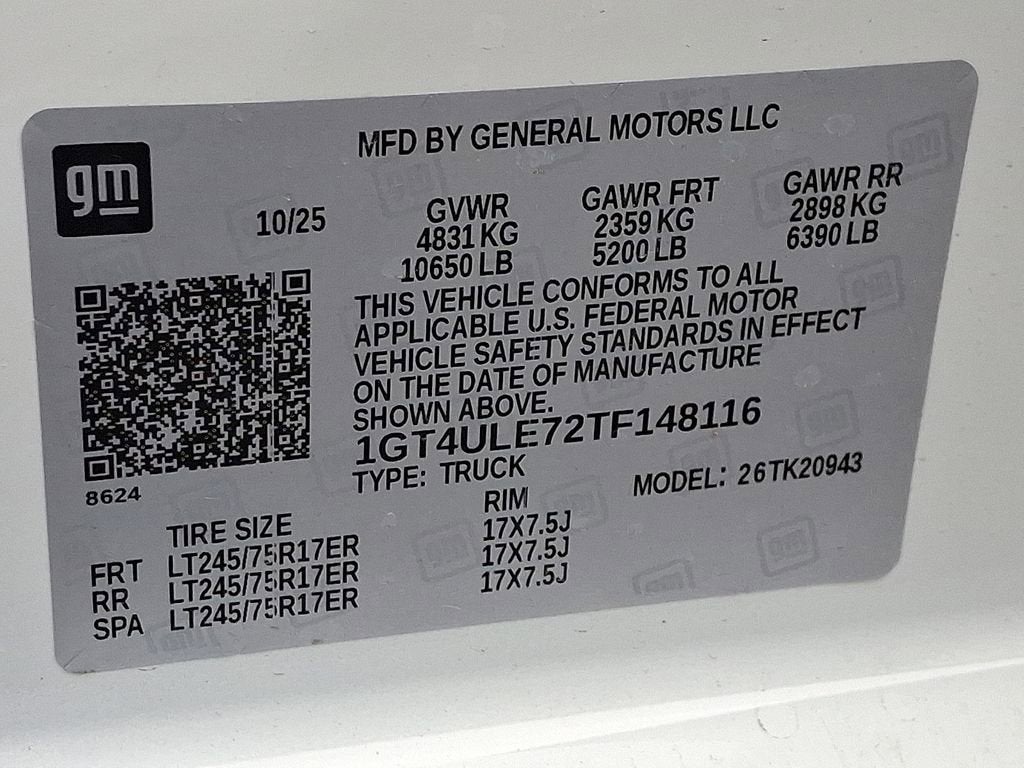 MFD BY GENERAL MOTORS LLC
gm
10/25
GVWR GAWR FRT GAWR RR
4831 KG 2359 KG 2898 KG
10650 LB 5200 LB 6390 LB
THIS VEHICLE CONFORMS TO ALL
APPLICABLE U.S. FEDERAL MOTOR
VEHICLE SAFETY STANDARDS IN EFFECT
ON THE DATE OF MANUFACTURE
SHOWN ABOVE.
1GT4ULE72TF148116
TYPE: TRUCK MODEL: 26TK20943
8624
TIRE SIZE RIM
FRT LT245/75R17ER 17X7.5J
RR LT245/75R17ER 17X7.5J
SPA LT245/75R17ER 17X7.5J